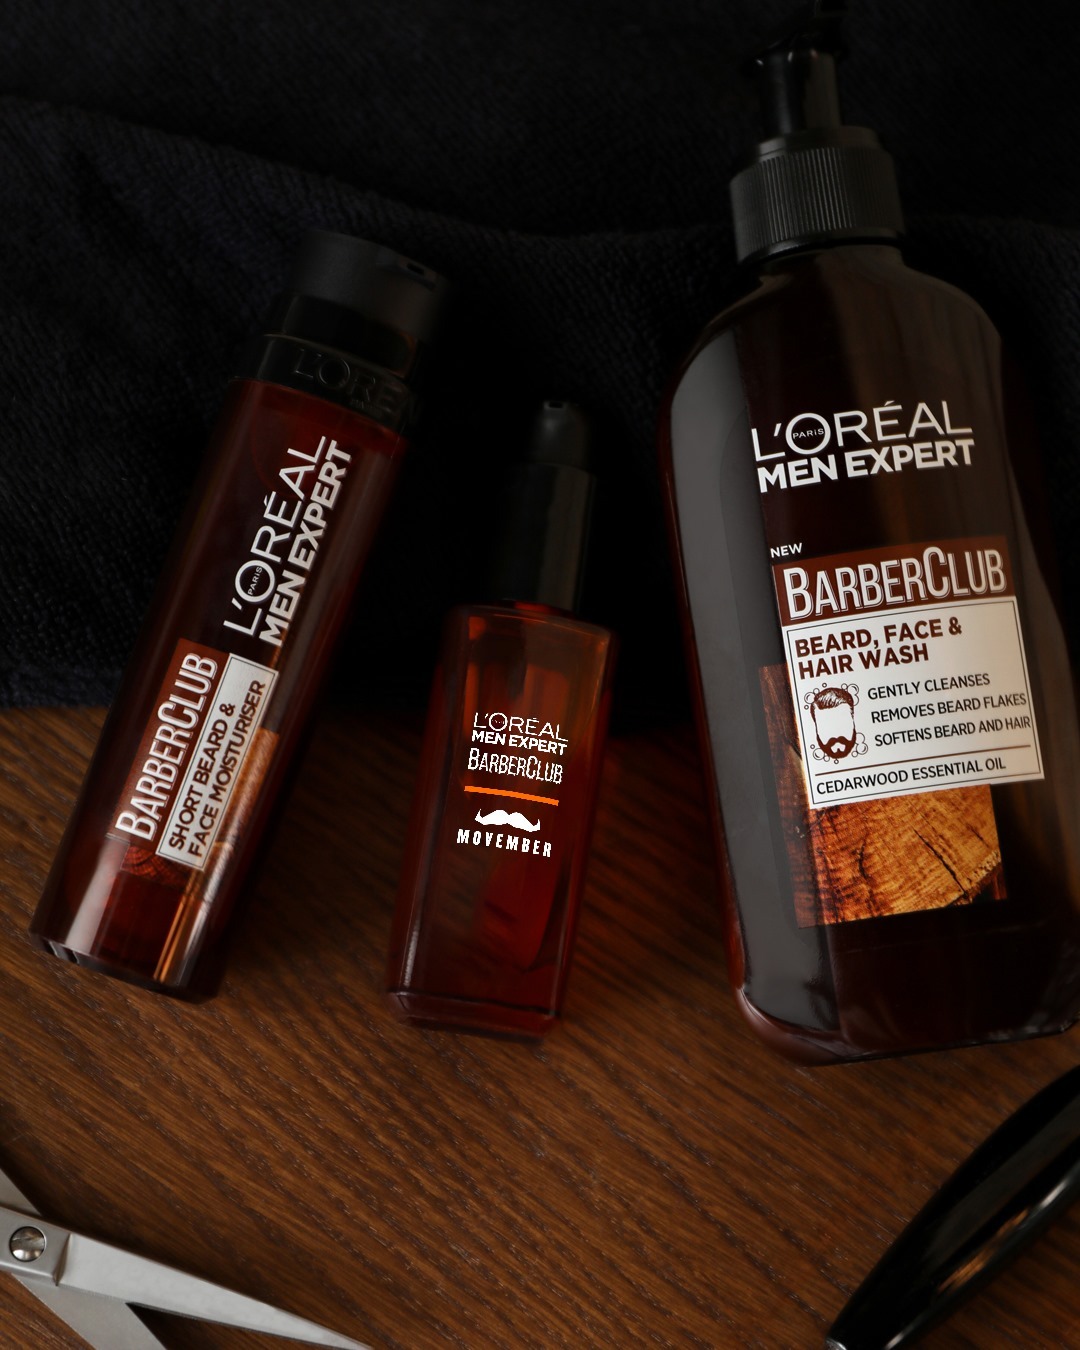 L'ORÉAL
PARIS
MEN EXPERT
BARBERCLUB
SHORT BEARD &
FACE MOISTURISER
L'ORÉAL
MEN EXPERT
BARBERCLUB
MOVEMBER
L'ORÉAL
PARIS
MEN EXPERT
NEW
BARBERCLUB
BEARD, FACE &
HAIR WASH
GENTLY CLEANSES
REMOVES BEARD FLAKES
SOFTENS BEARD AND HAIR
CEDARWOOD ESSENTIAL OIL